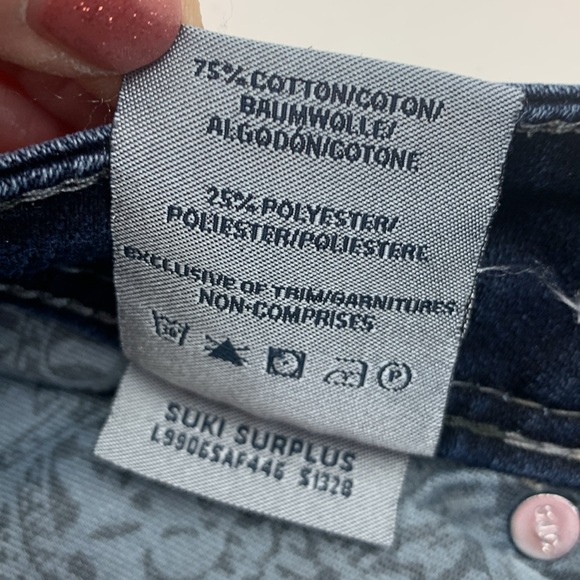 75% COTTON/COTON/
BAUMWOLLE/
ALGODÓN/COTONE
25% POLYESTER/
POLIESTER/POLIESTERE
EXCLUSIVE OF TRIM/GARNITURES
NON-COMPRISES
30
P
SUKI SURPLUS
L9906SAF446 S1328